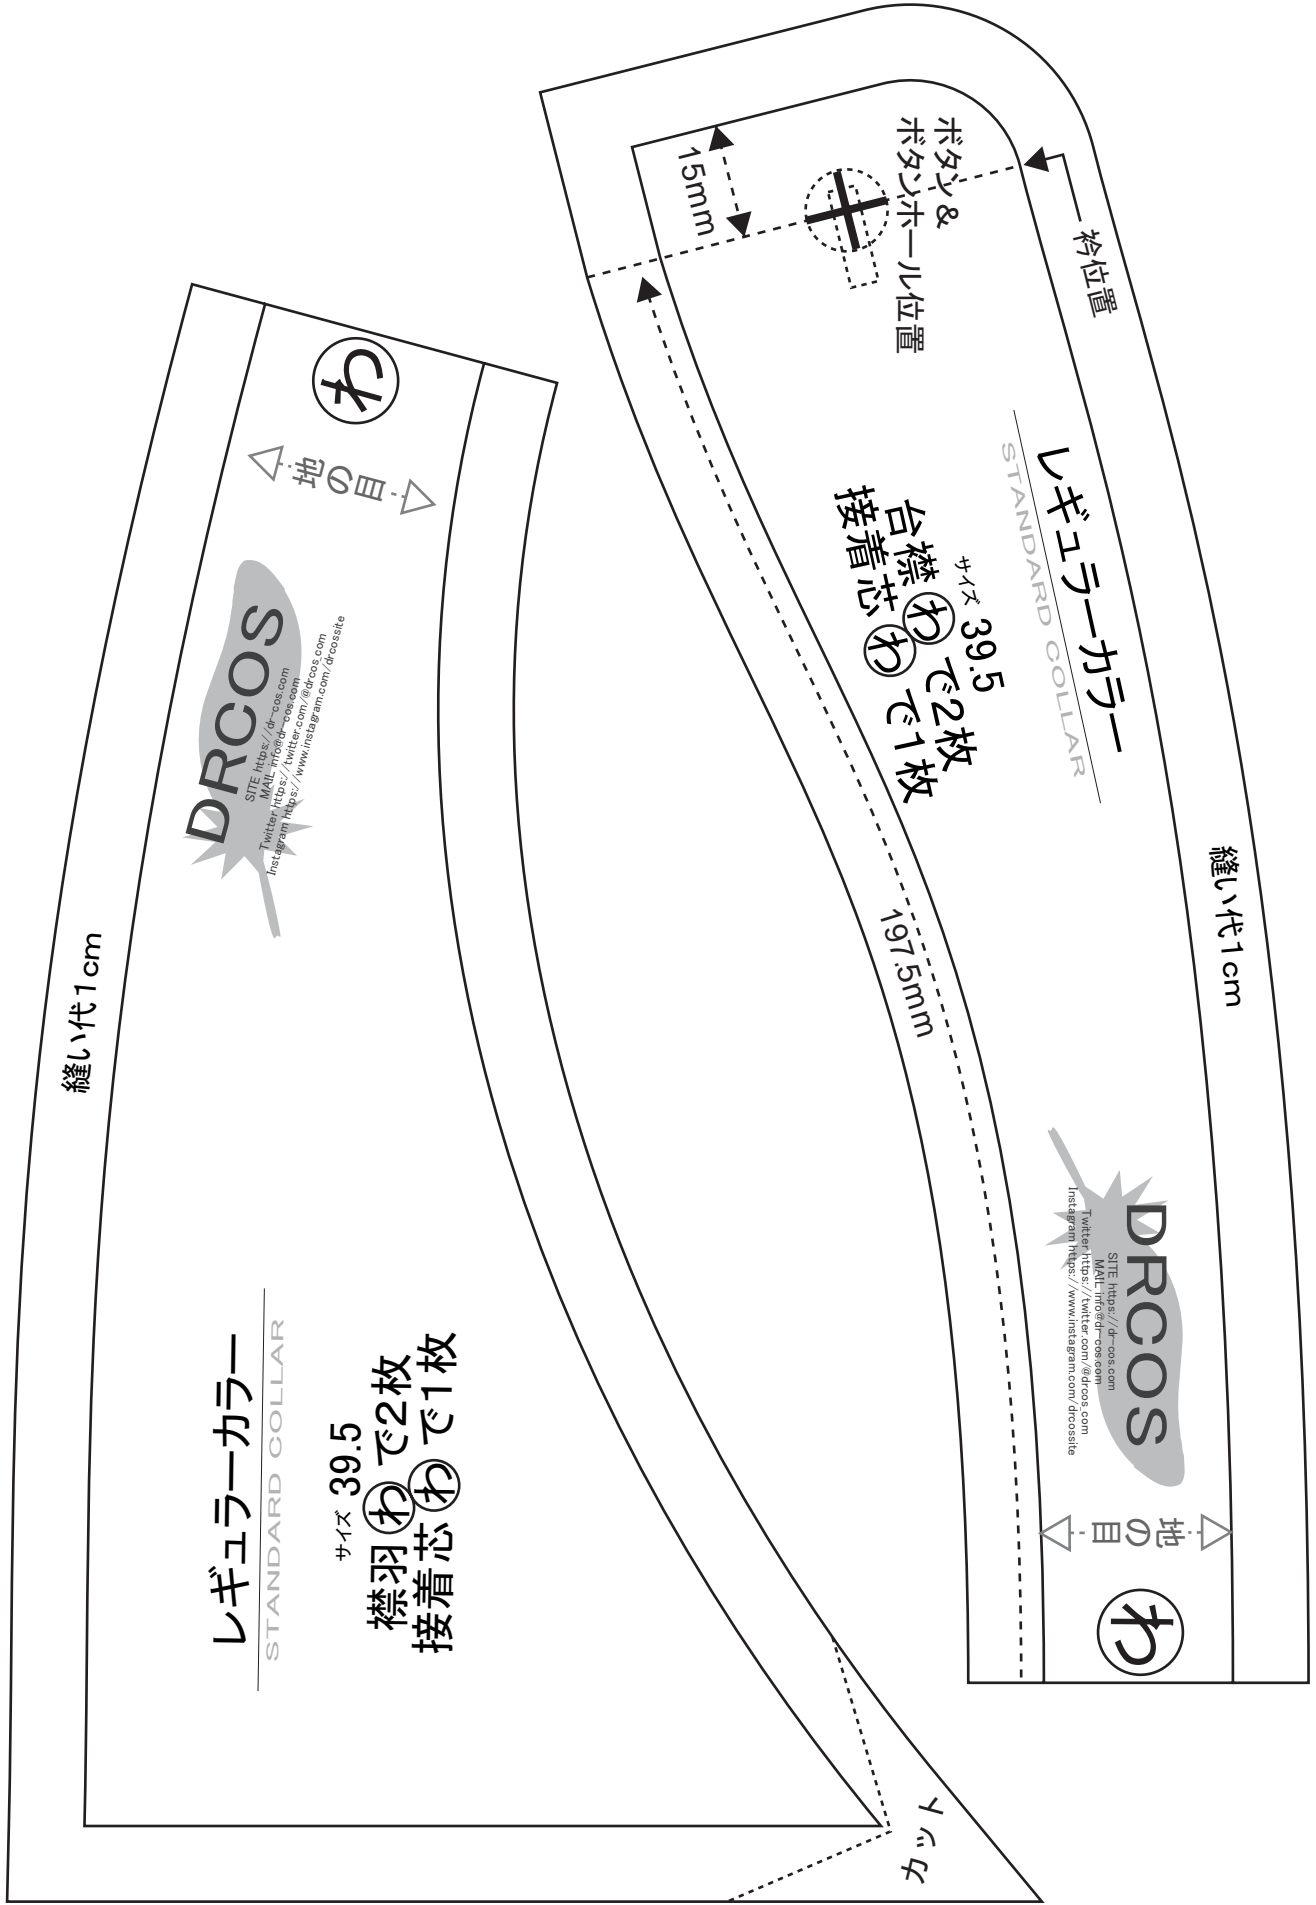 わ
地の目
DRCOS
SITE https://dr-cos.com
MAIL info@dr-cos.com
Twitter https://twitter.com/@drcos_com
Instagram https://www.instagram.com/drcossite
縫い代1cm
レギュラーカラー
STANDARD COLLAR
サイズ 39.5
襟羽わで2枚
接着芯わで1枚
カット
15mm
ボタン&
ボタンホール位置
衿位置
レギュラーカラー
STANDARD COLLAR
サイズ 39.5
台襟わで2枚
接着芯わで1枚
197.5mm
縫い代1cm
DRCOS
SITE https://dr-cos.com
MAIL info@dr-cos.com
Twitter https://twitter.com/@drcos_com
Instagram https://www.instagram.com/drcossite
地の目
わ